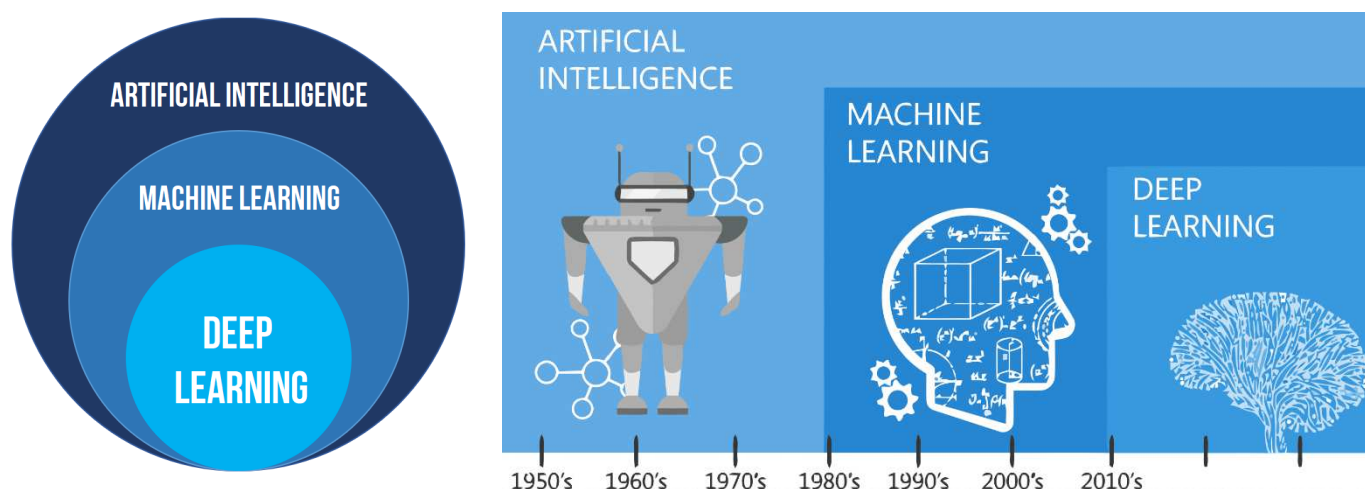 ARTIFICIAL INTELLIGENCE
MACHINE LEARNING
DEEP
LEARNING
ARTIFICIAL
INTELLIGENCE
MACHINE
LEARNING
DEEP
LEARNING
1950's 1960's 1970's 1980's 1990's 2000's 2010's